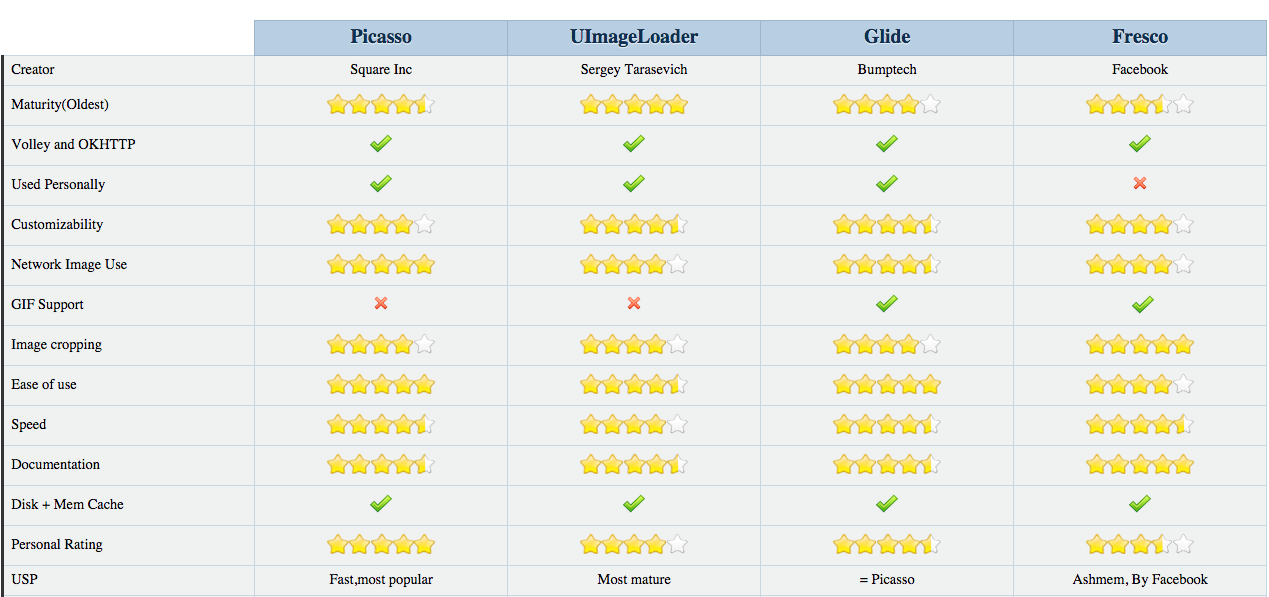 Picasso UImageLoader Glide Fresco
Creator Square Inc Sergey Tarasevich Bumptech Facebook
Maturity(Oldest)
Volley and OKHTTP
Used Personally
Customizability
Network Image Use
GIF Support
Image cropping
Ease of use
Speed
Documentation
Disk + Mem Cache
Personal Rating
USP Fast,most popular Most mature = Picasso Ashmem, By Facebook